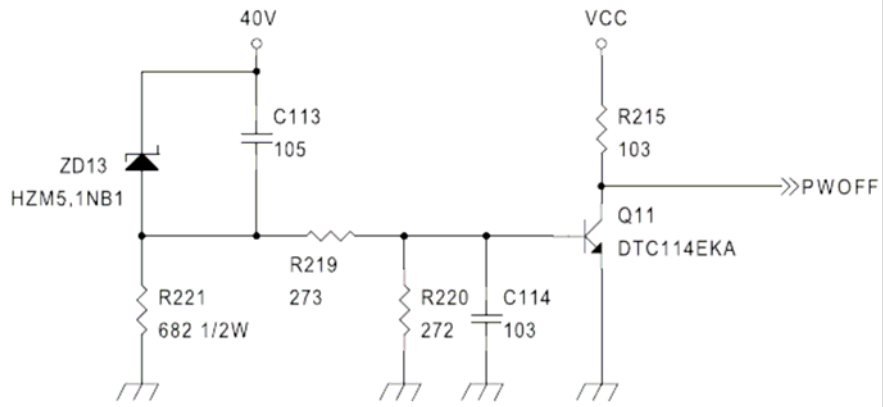 40V
VCC
C113
105
R215
103
ZD13
HZM5,1NB1
PWOFF
Q11
DTC114EKA
R219
273
R221
682 1/2W
R220
272
C114
103